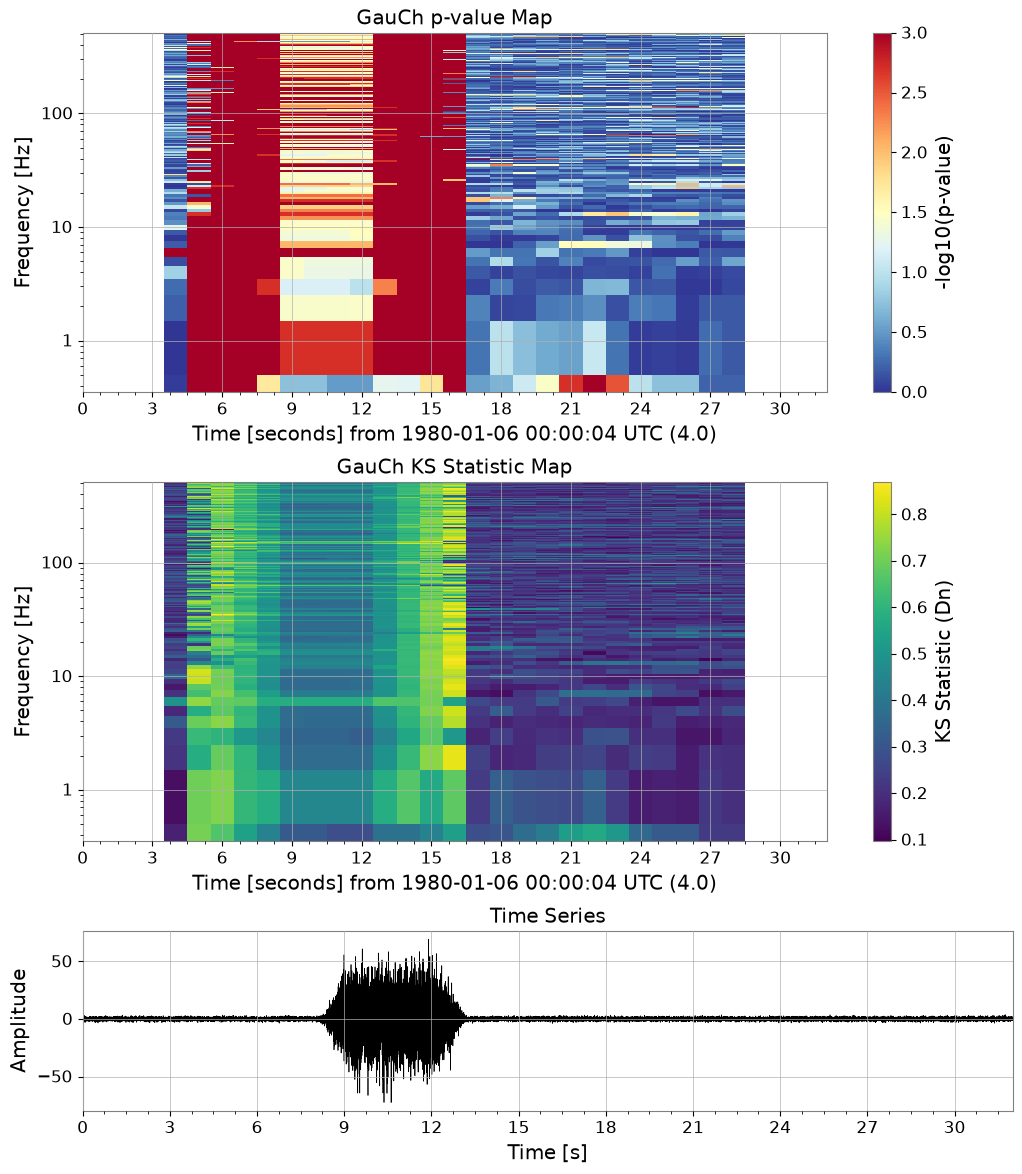 GauCh p-value Map
Frequency [Hz]
100
10
1
0 3 6 9 12 15 18 21 24 27 30
Time [seconds] from 1980-01-06 00:00:04 UTC (4.0)
3.0
2.5
2.0
1.5
1.0
0.5
0.0
-log10(p-value)
GauCh KS Statistic Map
Frequency [Hz]
100
10
1
0 3 6 9 12 15 18 21 24 27 30
Time [seconds] from 1980-01-06 00:00:04 UTC (4.0)
0.8
0.7
0.6
0.5
0.4
0.3
0.2
0.1
KS Statistic (Dn)
Time Series
Amplitude
50
0
−50
0 3 6 9 12 15 18 21 24 27 30
Time [s]